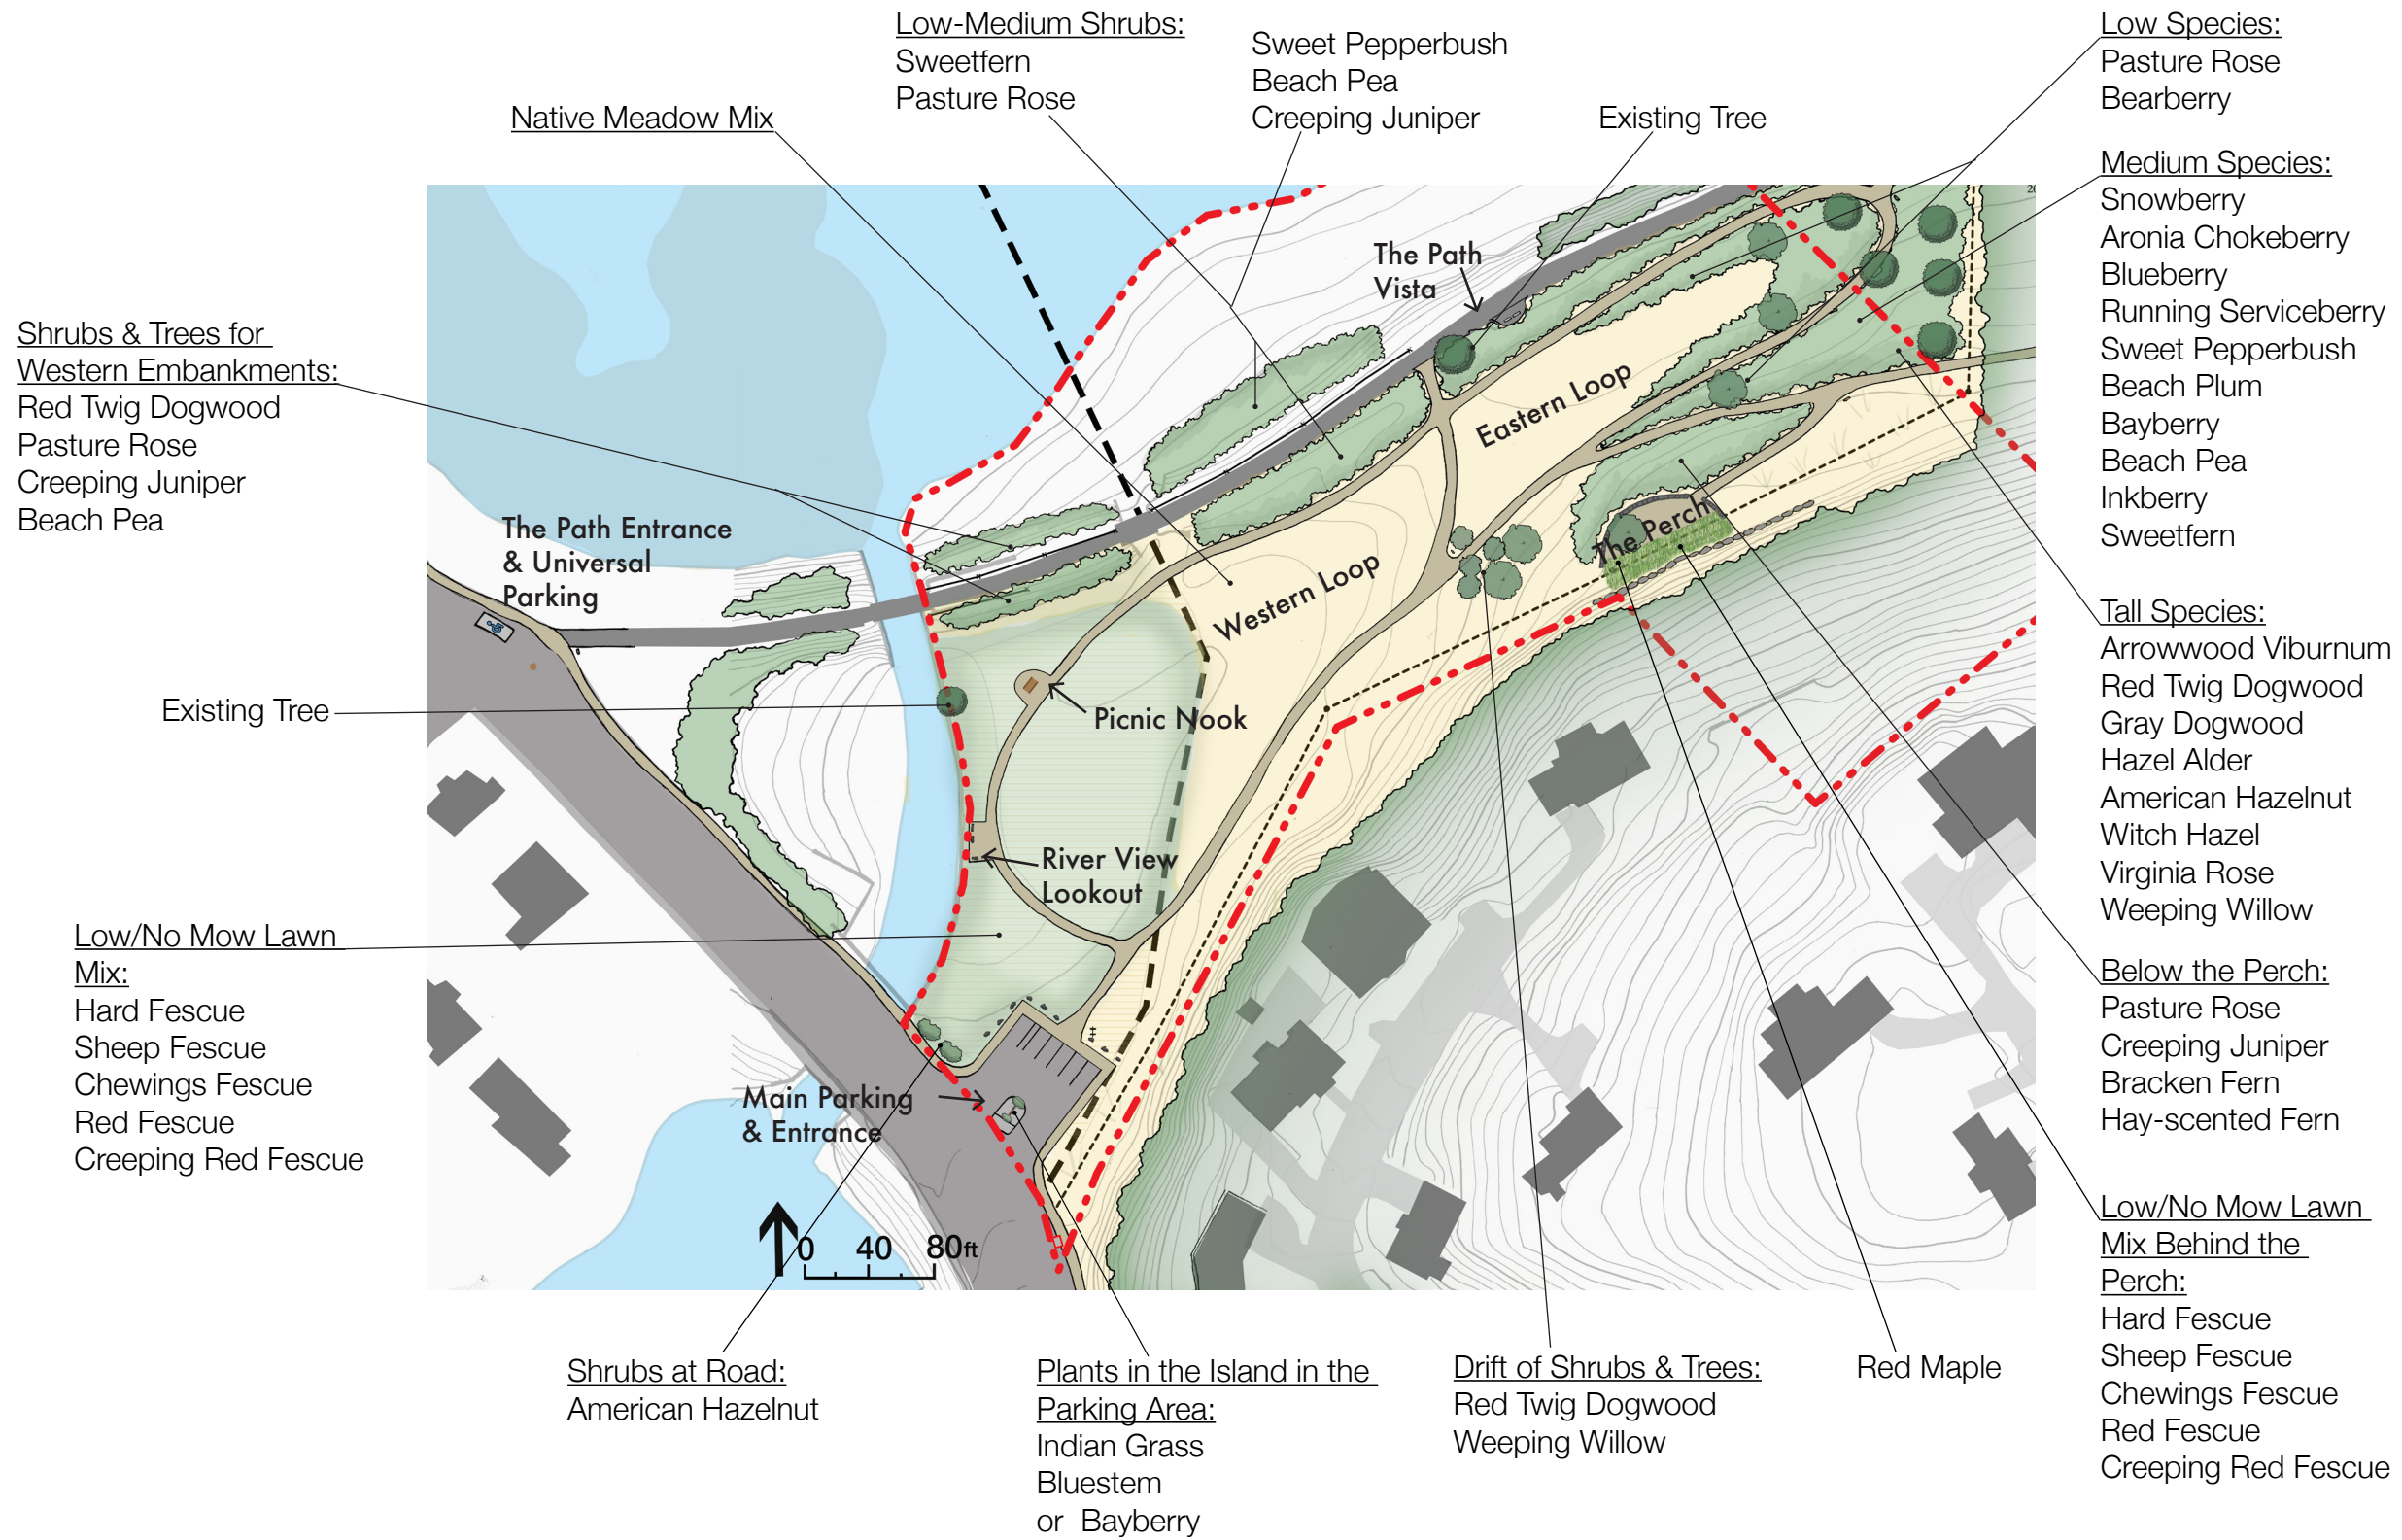 Low-Medium Shrubs:
Sweetfern
Pasture Rose
Sweet Pepperbush
Beach Pea
Creeping Juniper
Existing Tree
Native Meadow Mix
Low Species:
Pasture Rose
Bearberry
Medium Species:
Snowberry
Aronia Chokeberry
Blueberry
Running Serviceberry
Sweet Pepperbush
Beach Plum
Bayberry
Beach Pea
Inkberry
Sweetfern
Tall Species:
Arrowwood Viburnum
Red Twig Dogwood
Gray Dogwood
Hazel Alder
American Hazelnut
Witch Hazel
Virginia Rose
Weeping Willow
Below the Perch:
Pasture Rose
Creeping Juniper
Bracken Fern
Hay-scented Fern
Low/No Mow Lawn
Mix Behind the
Perch:
Hard Fescue
Sheep Fescue
Chewings Fescue
Red Fescue
Creeping Red Fescue
Shrubs & Trees for
Western Embankments:
Red Twig Dogwood
Pasture Rose
Creeping Juniper
Beach Pea
Existing Tree
Low/No Mow Lawn
Mix:
Hard Fescue
Sheep Fescue
Chewings Fescue
Red Fescue
Creeping Red Fescue
The Path
Vista
Eastern Loop
The Path Entrance
& Universal
Parking
The Perch
Western Loop
Picnic Nook
River View
Lookout
Main Parking
& Entrance
0 40 80ft
Shrubs at Road:
American Hazelnut
Plants in the Island in the
Parking Area:
Indian Grass
Bluestem
or Bayberry
Drift of Shrubs & Trees:
Red Twig Dogwood
Weeping Willow
Red Maple